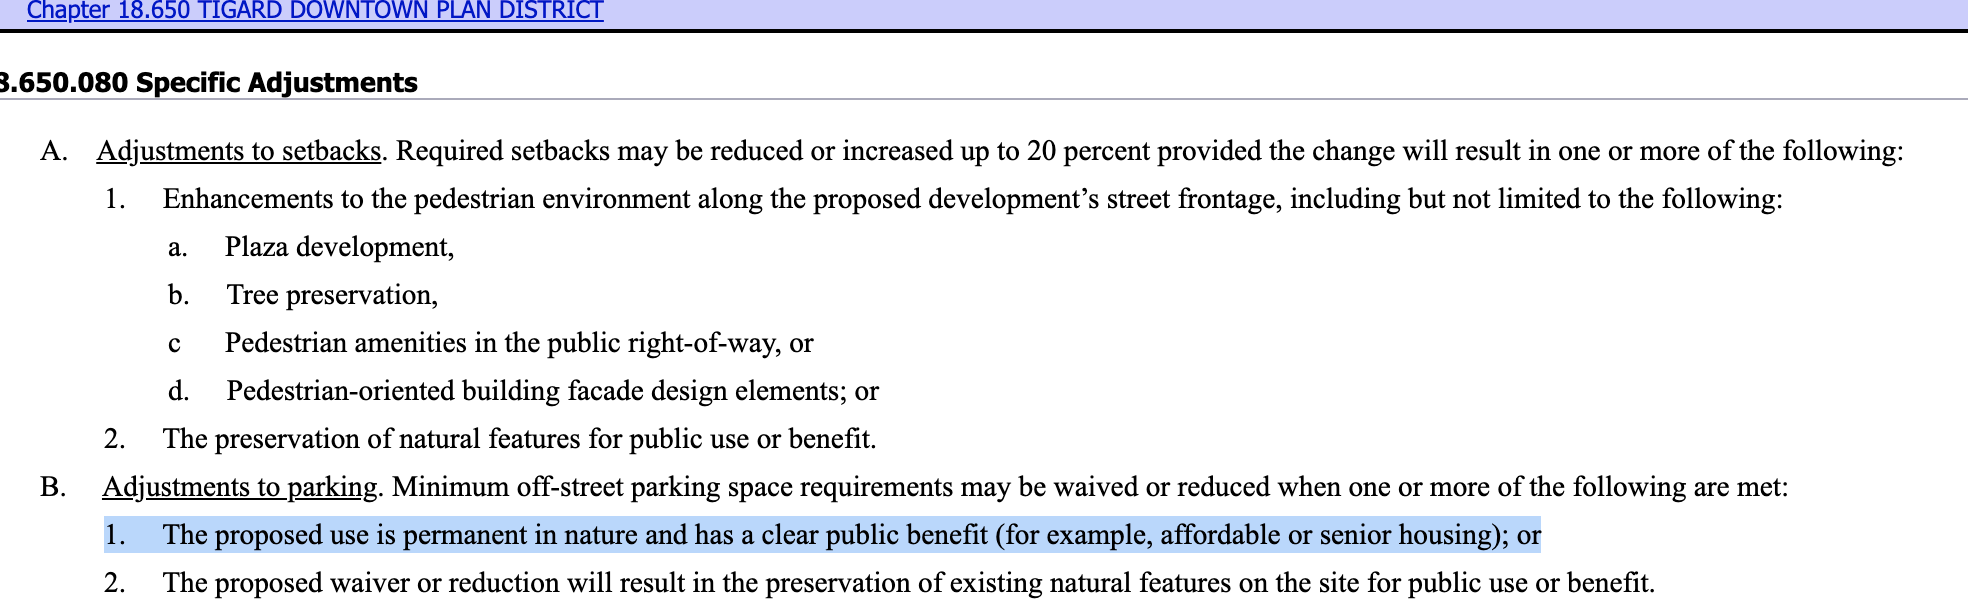 Chapter 18.650 TIGARD DOWNTOWN PLAN DISTRICT
8.650.080 Specific Adjustments
A. Adjustments to setbacks. Required setbacks may be reduced or increased up to 20 percent provided the change will result in one or more of the following:
1. Enhancements to the pedestrian environment along the proposed development’s street frontage, including but not limited to the following:
a. Plaza development,
b. Tree preservation,
c Pedestrian amenities in the public right-of-way, or
d. Pedestrian-oriented building facade design elements; or
2. The preservation of natural features for public use or benefit.
B. Adjustments to parking. Minimum off-street parking space requirements may be waived or reduced when one or more of the following are met:
1. The proposed use is permanent in nature and has a clear public benefit (for example, affordable or senior housing); or
2. The proposed waiver or reduction will result in the preservation of existing natural features on the site for public use or benefit.